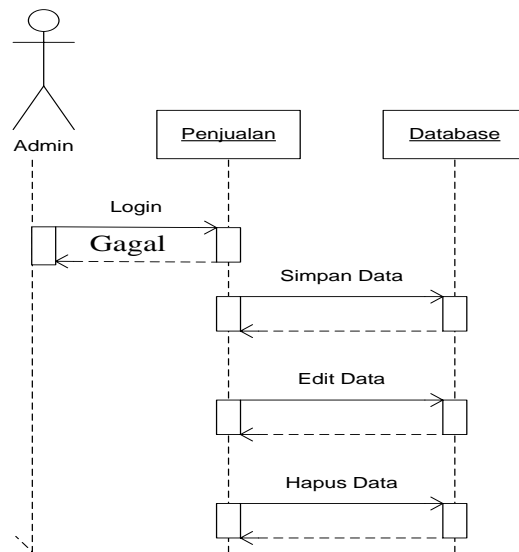 Admin
Penjualan
Database
Login
Gagal
Simpan Data
Edit Data
Hapus Data